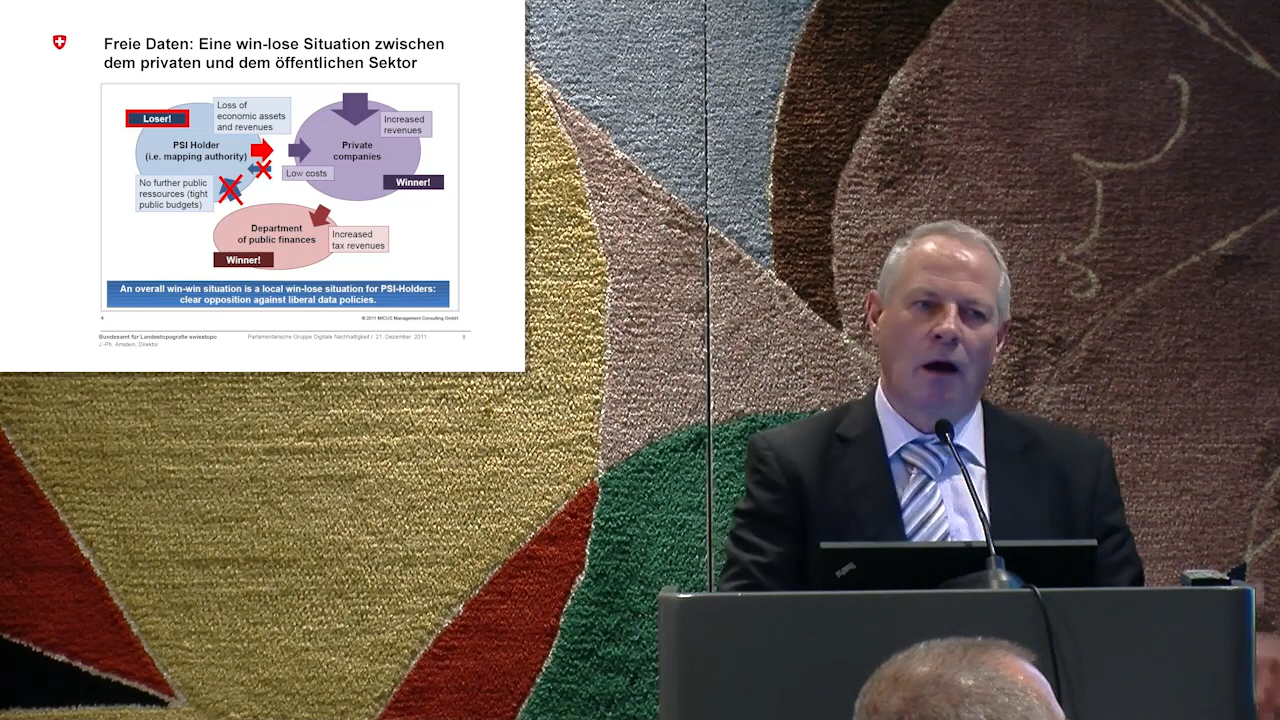 Freie Daten: Eine win-lose Situation zwischen
dem privaten und dem öffentlichen Sektor
Loser!
Loss of
economic assets
and revenues
PSI Holder
(i.e. mapping authority)
No further public
ressources (tight
public budgets)
Increased
revenues
Private
companies
Low costs
Winner!
Department
of public finances
Increased
tax revenues
Winner!
An overall win-win situation is a local win-lose situation for PSI-Holders:
clear opposition against liberal data policies.
4
© 2011 MICUS Management Consulting GmbH
Bundesamt für Landestopografie swisstopo
Parlamentarische Gruppe Digitale Nachhaltigkeit / 21. Dezember 2011
8
J.-Ph. Amstein, Direktor